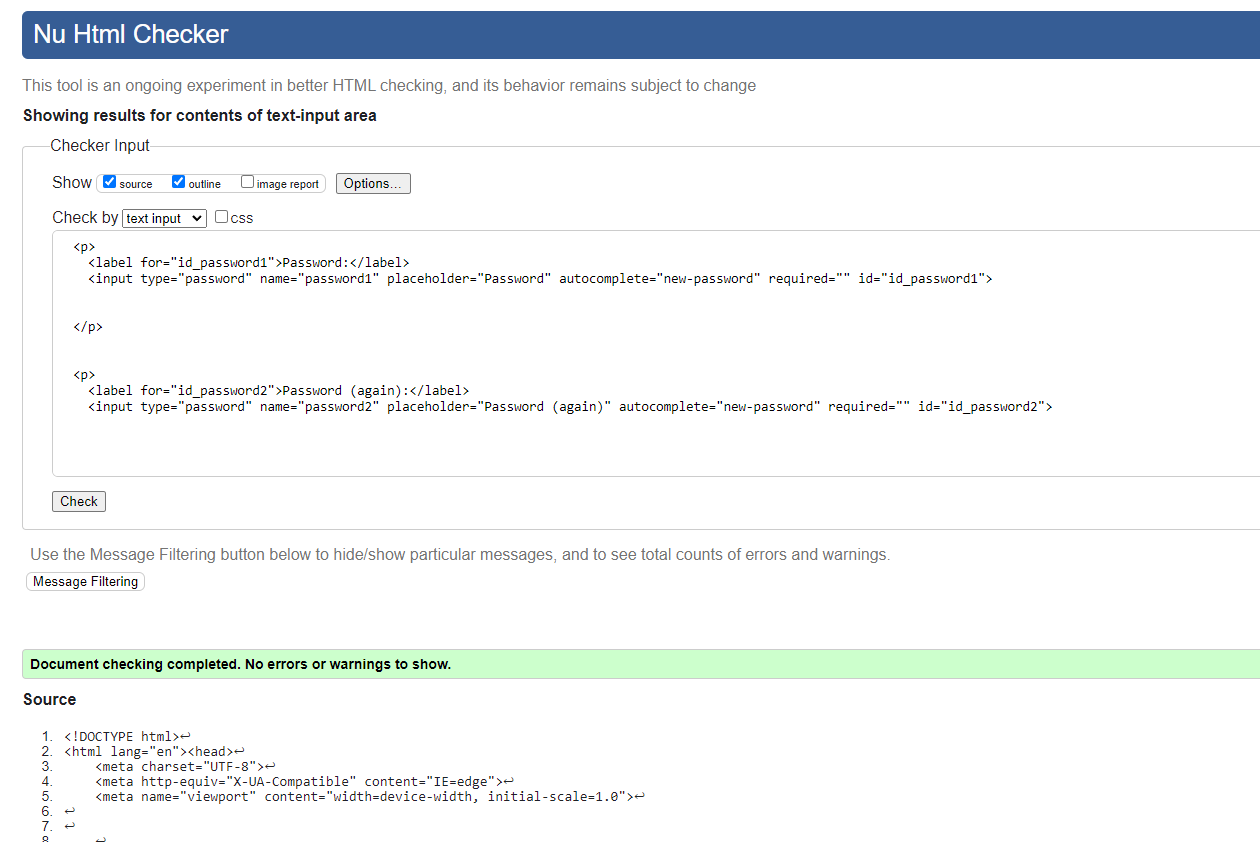 Nu Html Checker
This tool is an ongoing experiment in better HTML checking, and its behavior remains subject to change
Showing results for contents of text-input area
Checker Input
Show source outline image report Options...
Check by text input css
<p>
<label for="id_password1">Password:</label>
<input type="password" name="password1" placeholder="Password" autocomplete="new-password" required="" id="id_password1">
</p>
<p>
<label for="id_password2">Password (again):</label>
<input type="password" name="password2" placeholder="Password (again)" autocomplete="new-password" required="" id="id_password2">
Check
Use the Message Filtering button below to hide/show particular messages, and to see total counts of errors and warnings.
Message Filtering
Document checking completed. No errors or warnings to show.
Source
1. <!DOCTYPE html>↩
2. <html lang="en"><head>↩
3. <meta charset="UTF-8">↩
4. <meta http-equiv="X-UA-Compatible" content="IE=edge">↩
5. <meta name="viewport" content="width=device-width, initial-scale=1.0">↩
6. ↩
7. ↩
8. ↩